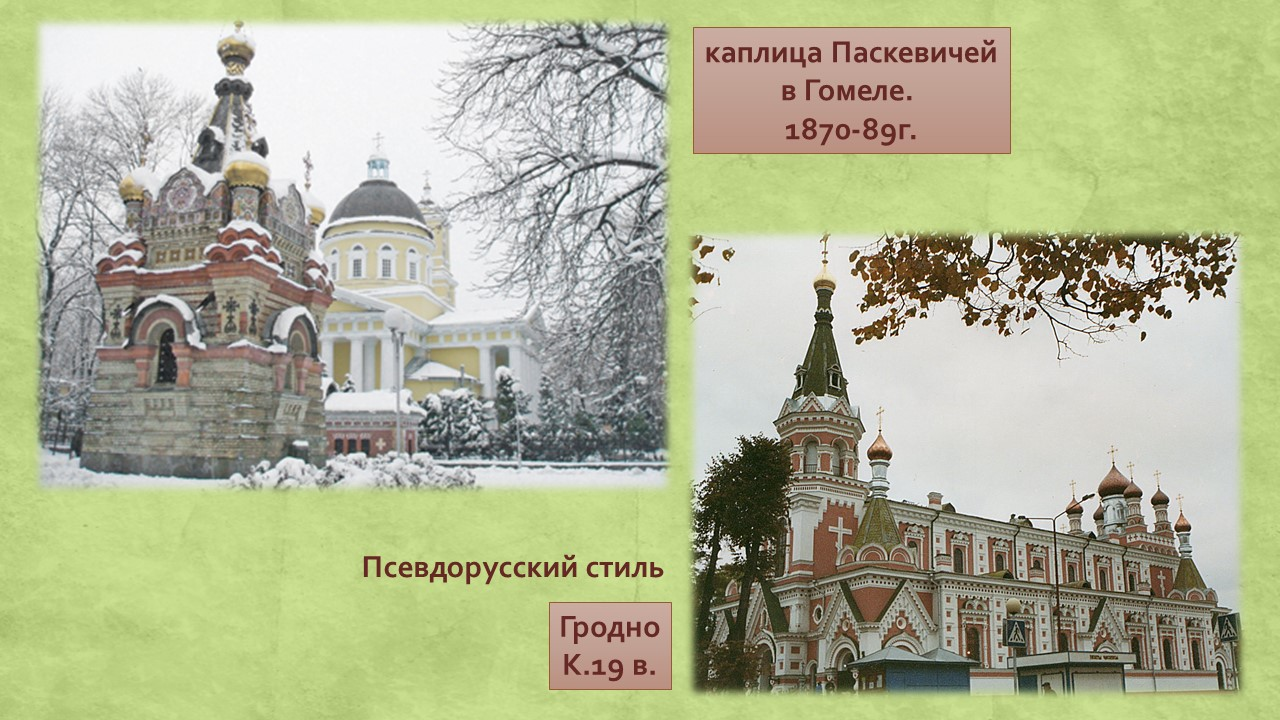 каплица Паскевичей
в Гомеле.
1870-89г.
Псевдорусский стиль
Гродно
К.19 в.